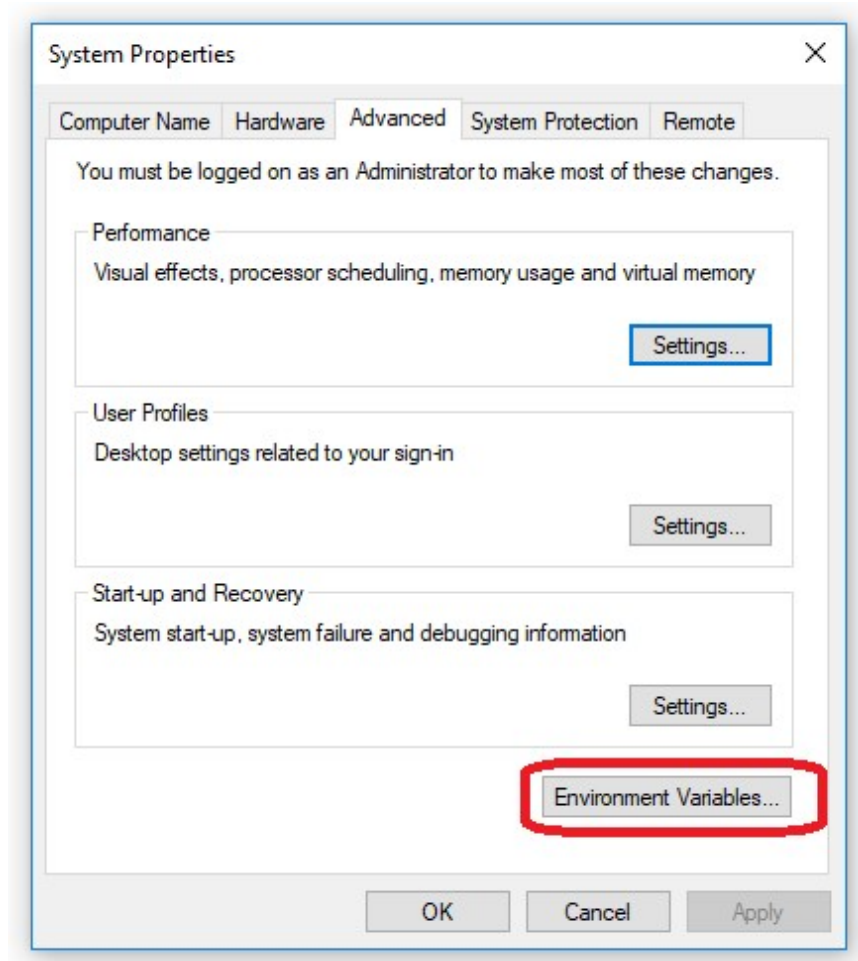 System Properties
Computer Name Hardware Advanced System Protection Remote
You must be logged on as an Administrator to make most of these changes.
Performance
Visual effects, processor scheduling, memory usage and virtual memory
Settings...
User Profiles
Desktop settings related to your sign-in
Settings...
Start-up and Recovery
System start-up, system failure and debugging information
Settings...
Environment Variables...
OK Cancel Apply